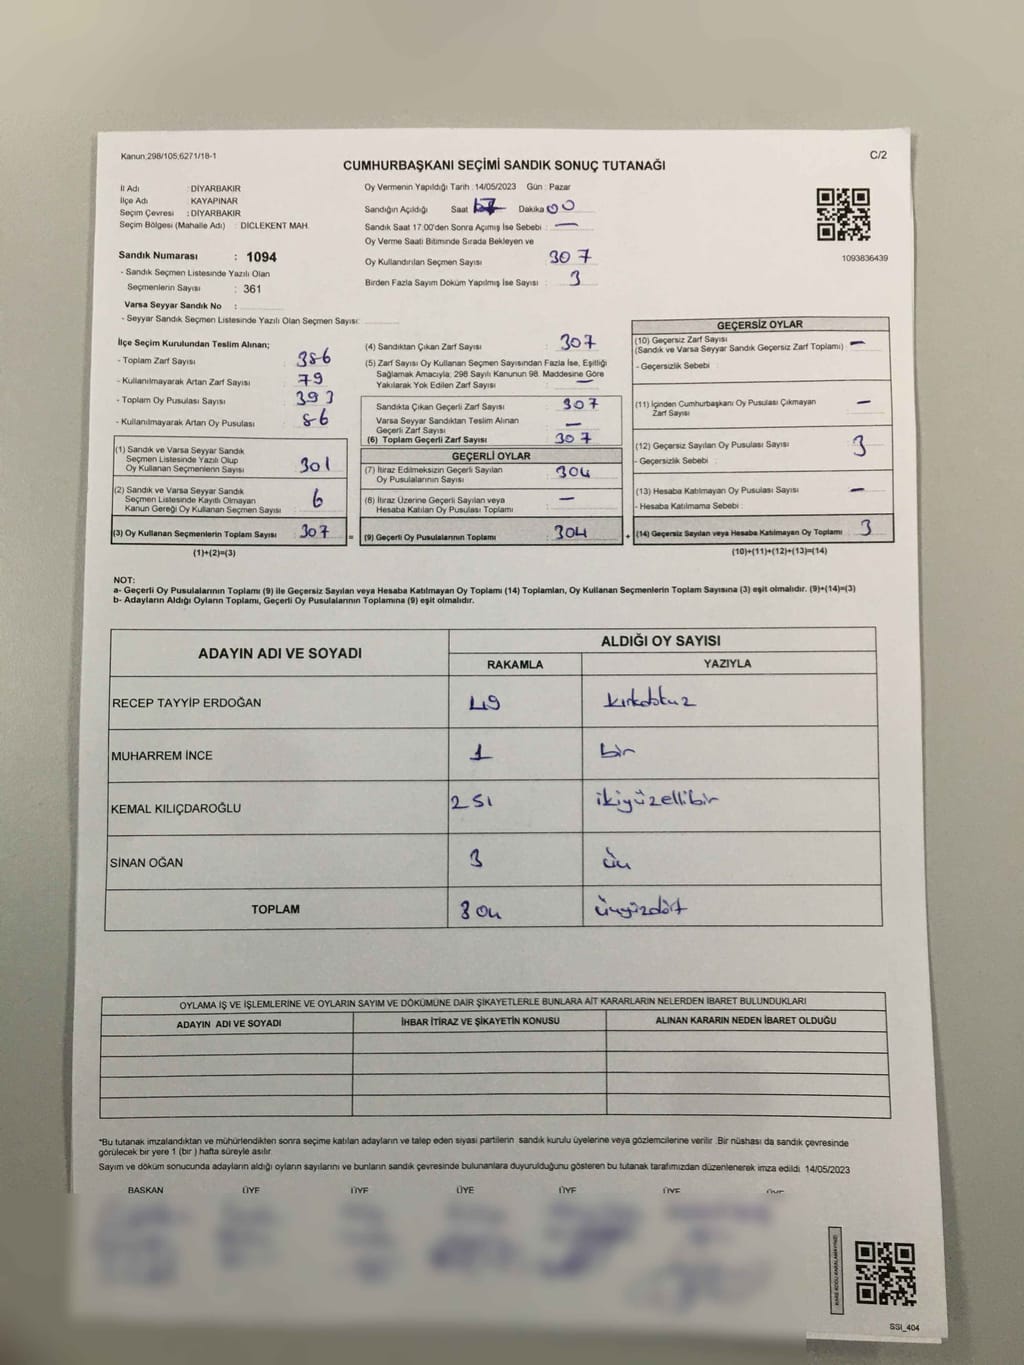 Kanun;298/105;6271/18-1
C/2
CUMHURBAŞKANI SEÇİMİ SANDIK SONUÇ TUTANAĞI
İl Adı : DİYARBAKIR
İlçe Adı : KAYAPINAR
Seçim Çevresi : DİYARBAKIR
Seçim Bölgesi (Mahalle Adı) : DİCLEKENT MAH.
Oy Vermenin Yapıldığı Tarih : 14/05/2023 Gün : Pazar
Sandığın Açıldığı Saat Dakika 00
Sandık Saat 17.00'den Sonra Açımış İse Sebebi : —
Oy Verme Saati Bitiminde Sırada Bekleyen ve
Oy Kullandırılan Seçmen Sayısı : 307
Birden Fazla Sayım Döküm Yapılmış İse Sayısı : 3
1093836439
Sandık Numarası : 1094
- Sandık Seçmen Listesinde Yazılı Olan
Seçmenlerin Sayısı : 361
Varsa Seyyar Sandık No :
- Seyyar Sandık Seçmen Listesinde Yazılı Olan Seçmen Sayısı:
İlçe Seçim Kurulundan Teslim Alınan;
- Toplam Zarf Sayısı : 386
- Kullanılmayarak Artan Zarf Sayısı : 79
- Toplam Oy Pusulası Sayısı : 393
- Kullanılmayarak Artan Oy Pusulası : 86
(1) Sandık ve Varsa Seyyar Sandık
Seçmen Listesinde Yazılı Olup
Oy Kullanan Seçmenlerin Sayısı : 301
(2) Sandık ve Varsa Seyyar Sandık
Seçmen Listesinde Kayıtlı Olmayan
Kanun Gereği Oy Kullanan Seçmen Sayısı : 6
(3) Oy Kullanan Seçmenlerin Toplam Sayısı : 307
(1)+(2)=(3)
(4) Sandıktan Çıkan Zarf Sayısı : 307
(5) Zarf Sayısı Oy Kullanan Seçmen Sayısından Fazla İse, Eşitliği
Sağlamak Amacıyla; 298 Sayılı Kanunun 98. Maddesine Göre
Yakılarak Yok Edilen Zarf Sayısı : —
Sandıkta Çıkan Geçerli Zarf Sayısı : 307
Varsa Seyyar Sandıktan Teslim Alınan
Geçerli Zarf Sayısı : —
(6) Toplam Geçerli Zarf Sayısı : 307
GEÇERLİ OYLAR
(7) İtiraz Edilmeksizin Geçerli Sayılan
Oy Pusulalarının Sayısı : 304
(8) İtiraz Üzerine Geçerli Sayılan veya
Hesaba Katılan Oy Pusulası Toplamı : —
= (9) Geçerli Oy Pusulalarının Toplamı : 304
GEÇERSİZ OYLAR
(10) Geçersiz Zarf Sayısı
(Sandık ve Varsa Seyyar Sandık Geçersiz Zarf Toplamı) : —
- Geçersizlik Sebebi :
(11) İçinden Cumhurbaşkanı Oy Pusulası Çıkmayan
Zarf Sayısı : —
(12) Geçersiz Sayılan Oy Pusulası Sayısı : 3
- Geçersizlik Sebebi :
(13) Hesaba Katılmayan Oy Pusulası Sayısı : —
- Hesaba Katılmama Sebebi :
+ (14) Geçersiz Sayılan veya Hesaba Katılmayan Oy Toplamı : 3
(10)+(11)+(12)+(13)=(14)
NOT:
a- Geçerli Oy Pusulalarının Toplamı (9) ile Geçersiz Sayılan veya Hesaba Katılmayan Oy Toplamı (14) Toplamları, Oy Kullanan Seçmenlerin Toplam Sayısına (3) eşit olmalıdır. (9)+(14)=(3)
b- Adayların Aldığı Oyların Toplamı, Geçerli Oy Pusulalarının Toplamına (9) eşit olmalıdır.
ADAYIN ADI VE SOYADI
ALDIĞI OY SAYISI
RAKAMLA YAZIYLA
RECEP TAYYİP ERDOĞAN 49 kırkdokuz
MUHARREM İNCE 1 bir
KEMAL KILIÇDAROĞLU 251 ikiyüzellibir
SİNAN OĞAN 3 üç
TOPLAM 304 üçyüzdört
OYLAMA İŞ VE İŞLEMLERİNE VE OYLARIN SAYIM VE DÖKÜMÜNE DAİR ŞİKAYETLERLE BUNLARA AİT KARARLARIN NELERDEN İBARET BULUNDUKLARI
ADAYIN ADI VE SOYADI İHBAR İTİRAZ VE ŞİKAYETİN KONUSU ALINAN KARARIN NEDEN İBARET OLDUĞU
*Bu tutanak imzalandıktan ve mühürlendikten sonra seçime katılan adayların ve talep eden siyasi partilerin sandık kurulu üyelerine veya gözlemcilerine verilir. Bir nüshası da sandık çevresinde
görülecek bir yere 1 (bir) hafta süreyle asılır.
Sayım ve döküm sonucunda adayların aldığı oyların sayılarını ve bunların sandık çevresinde bulunanlara duyurulduğunu gösteren bu tutanak tarafımızdan düzenlenerek imza edildi. 14/05/2023
BAŞKAN ÜYE ÜYE ÜYE ÜYE ÜYE ÜYE
SSI_404